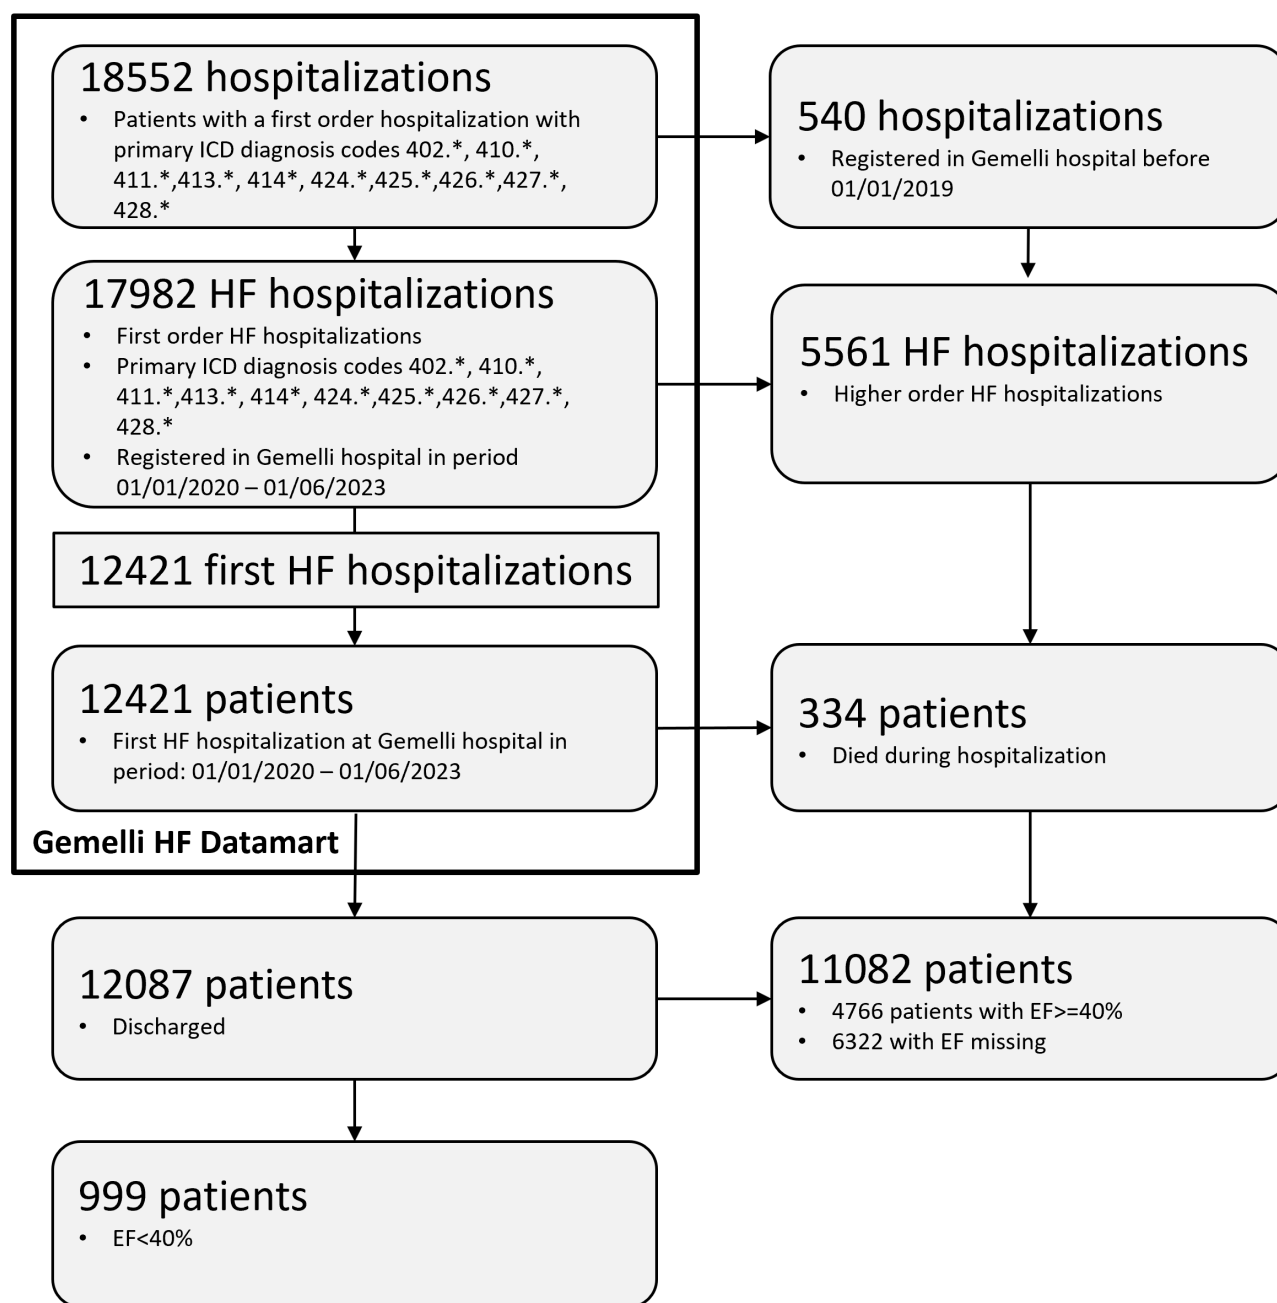 18552 hospitalizations
• Patients with a first order hospitalization with
primary ICD diagnosis codes 402.*, 410.*,
411.*,413.*, 414*, 424.*,425.*,426.*,427.*,
428.*
540 hospitalizations
• Registered in Gemelli hospital before
01/01/2019
17982 HF hospitalizations
• First order HF hospitalizations
• Primary ICD diagnosis codes 402.*, 410.*,
411.*,413.*, 414*, 424.*,425.*,426.*,427.*,
428.*
• Registered in Gemelli hospital in period
01/01/2020 – 01/06/2023
5561 HF hospitalizations
• Higher order HF hospitalizations
12421 first HF hospitalizations
12421 patients
• First HF hospitalization at Gemelli hospital in
period: 01/01/2020 – 01/06/2023
334 patients
• Died during hospitalization
Gemelli HF Datamart
12087 patients
• Discharged
11082 patients
• 4766 patients with EF>=40%
• 6322 with EF missing
999 patients
• EF<40%